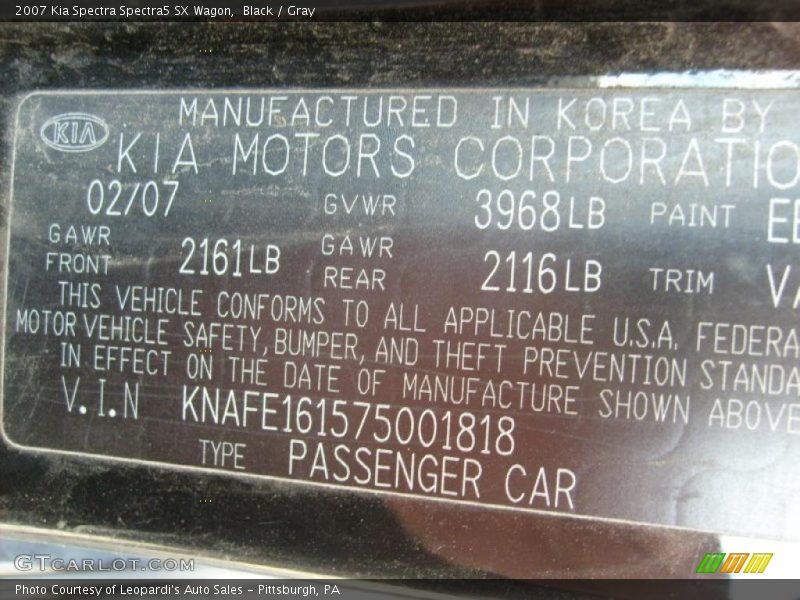 2007 Kia Spectra Spectra5 SX Wagon, Black / Gray
KIA
MANUFACTURED IN KOREA BY
KIA MOTORS CORPORATIO
02/07 GVWR 3968LB PAINT
GAWR FRONT 2161LB GAWR REAR 2116LB TRIM
THIS VEHICLE CONFORMS TO ALL APPLICABLE U.S.A. FEDERA
MOTOR VEHICLE SAFETY, BUMPER, AND THEFT PREVENTION STANDA
IN EFFECT ON THE DATE OF MANUFACTURE SHOWN ABOVE
V.I.N KNAFE161575001818
TYPE PASSENGER CAR
GTCARLOT.COM
Photo Courtesy of Leopardi's Auto Sales - Pittsburgh, PA